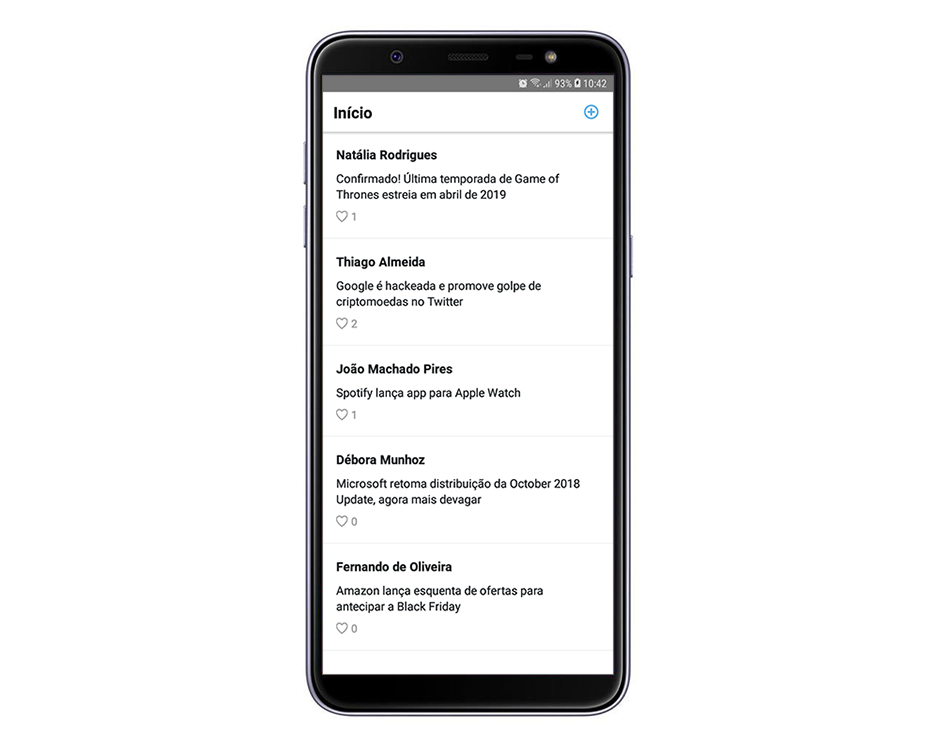 93% 10:42
Início
Natália Rodrigues
Confirmado! Última temporada de Game of
Thrones estreia em abril de 2019
1
Thiago Almeida
Google é hackeada e promove golpe de
criptomoedas no Twitter
2
João Machado Pires
Spotify lança app para Apple Watch
1
Débora Munhoz
Microsoft retoma distribuição da October 2018
Update, agora mais devagar
0
Fernando de Oliveira
Amazon lança esquenta de ofertas para
antecipar a Black Friday
0